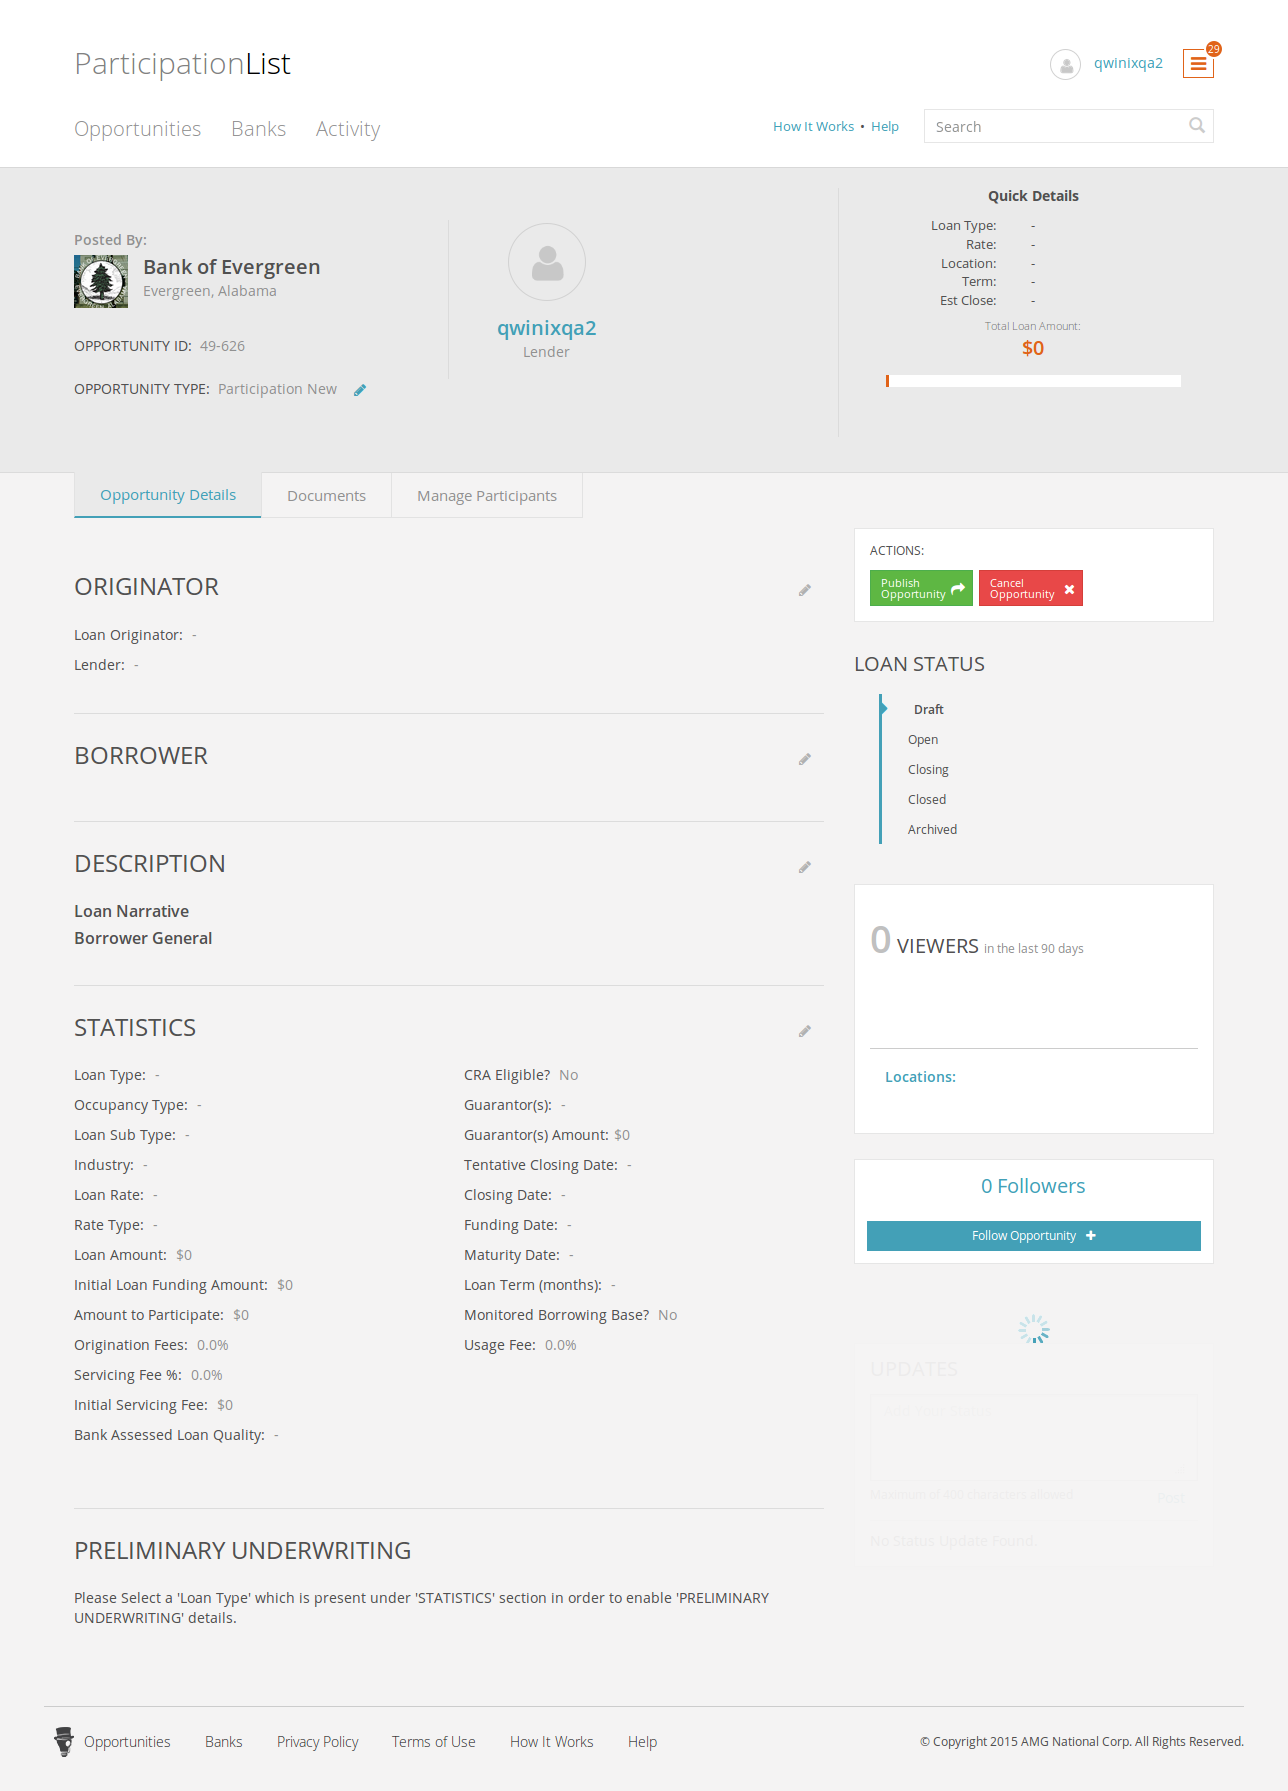 ParticipationList
qwinixqa2
29
Opportunities Banks Activity
How It Works • Help
Search
Posted By:
Bank of Evergreen
Evergreen, Alabama
OPPORTUNITY ID: 49-626
OPPORTUNITY TYPE: Participation New
qwinixqa2
Lender
Quick Details
Loan Type: -
Rate: -
Location: -
Term: -
Est Close: -
Total Loan Amount:
$0
Opportunity Details
Documents
Manage Participants
ORIGINATOR
Loan Originator: -
Lender: -
BORROWER
DESCRIPTION
Loan Narrative
Borrower General
STATISTICS
Loan Type: -
Occupancy Type: -
Loan Sub Type: -
Industry: -
Loan Rate: -
Rate Type: -
Loan Amount: $0
Initial Loan Funding Amount: $0
Amount to Participate: $0
Origination Fees: 0.0%
Servicing Fee %: 0.0%
Initial Servicing Fee: $0
Bank Assessed Loan Quality: -
CRA Eligible? No
Guarantor(s): -
Guarantor(s) Amount: $0
Tentative Closing Date: -
Closing Date: -
Funding Date: -
Maturity Date: -
Loan Term (months): -
Monitored Borrowing Base? No
Usage Fee: 0.0%
PRELIMINARY UNDERWRITING
Please Select a 'Loan Type' which is present under 'STATISTICS' section in order to enable 'PRELIMINARY
UNDERWRITING' details.
ACTIONS:
Publish
Opportunity
Cancel
Opportunity
LOAN STATUS
Draft
Open
Closing
Closed
Archived
0 VIEWERS in the last 90 days
Locations:
0 Followers
Follow Opportunity
UPDATES
Maximum of 400 characters allowed
Post
No Status Update Found.
Opportunities Banks Privacy Policy Terms of Use How It Works Help
© Copyright 2015 AMG National Corp. All Rights Reserved.